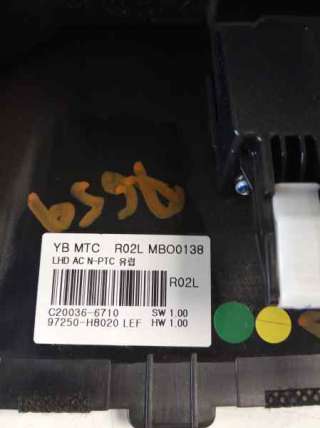 YB MTC R02L MBO0138
LHD AC N-PTC 유럽
R02L
C20036-6710 SW 1.00
97250-H8020 LEF HW 1.00